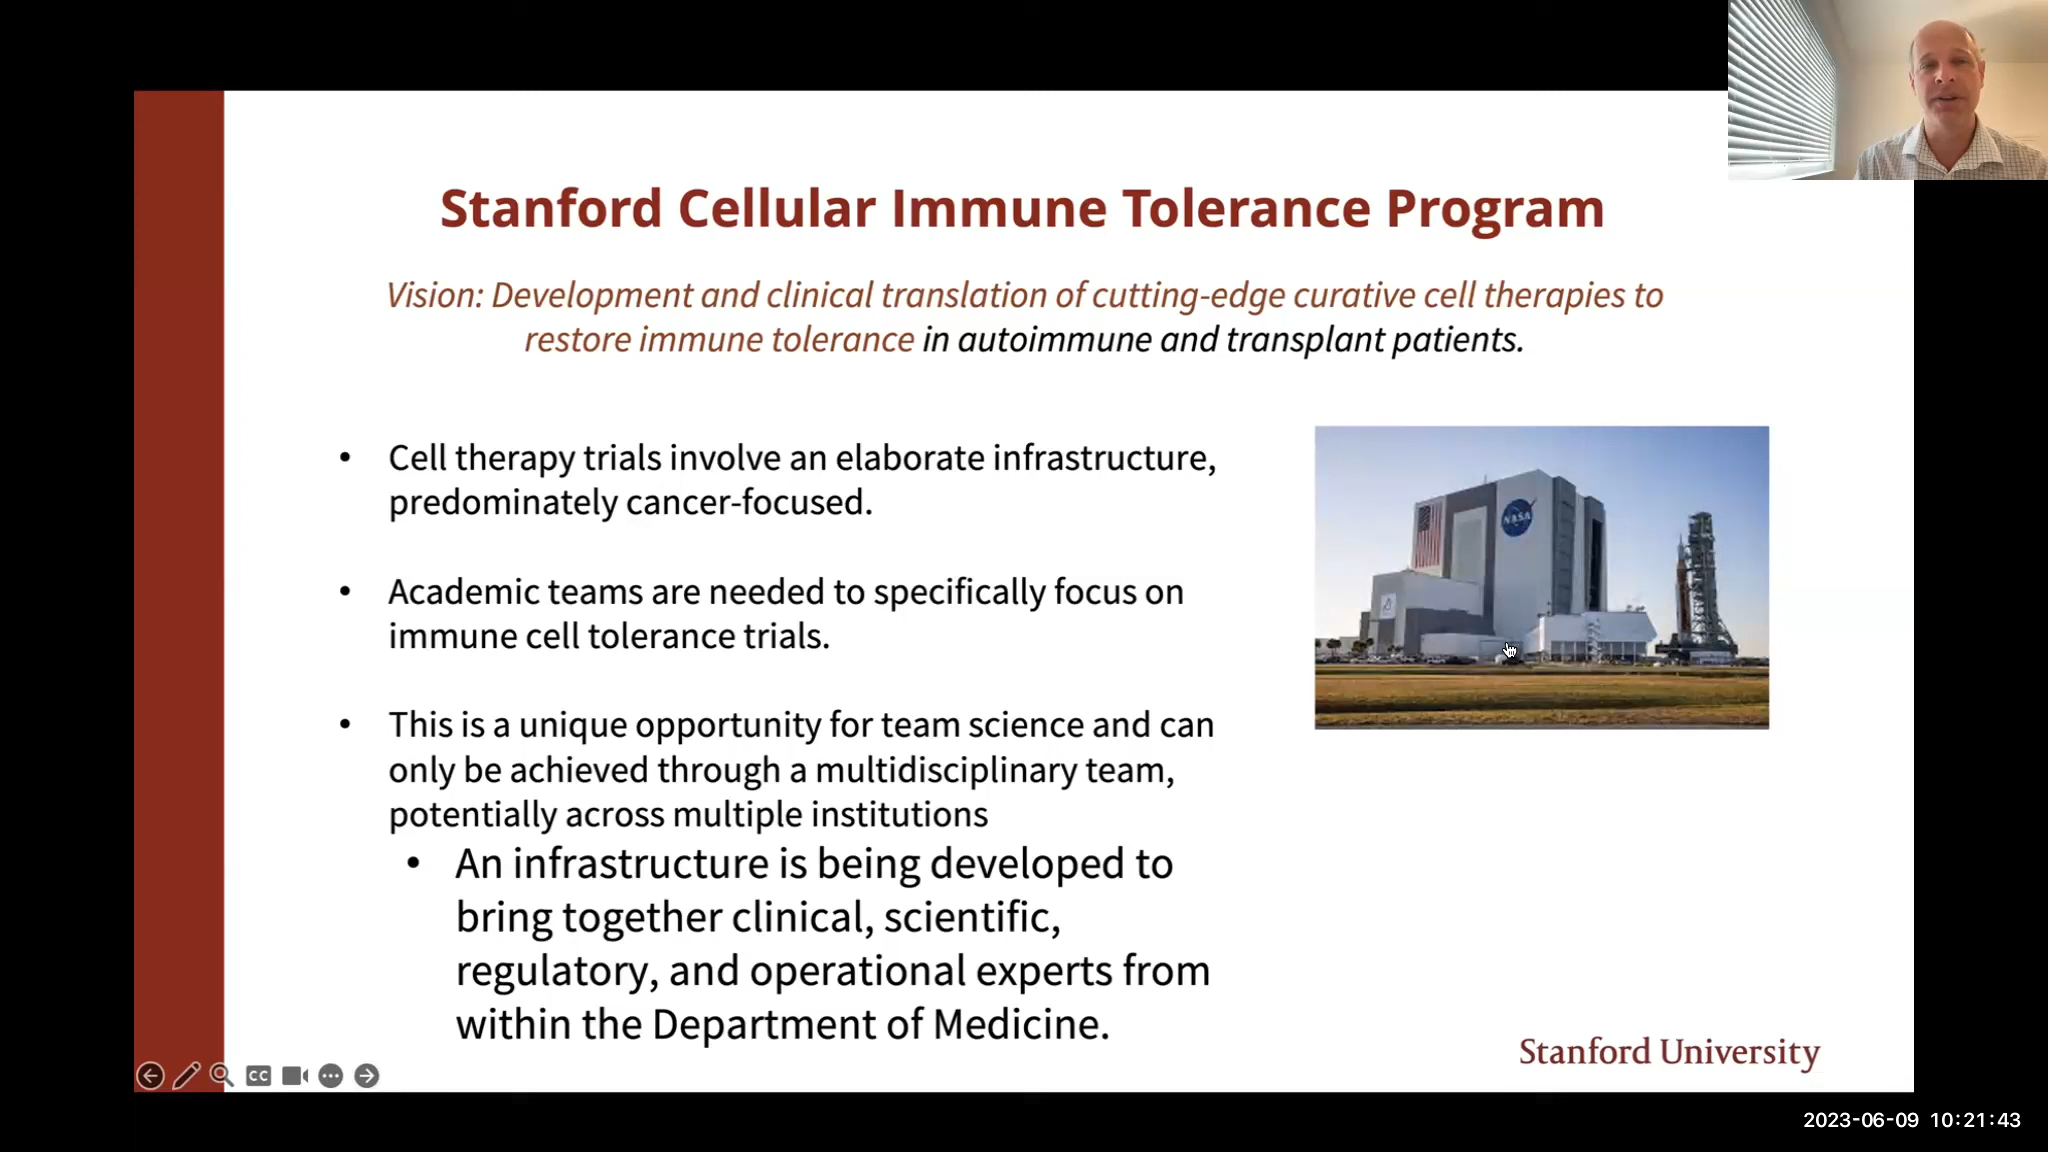 Stanford Cellular Immune Tolerance Program
Vision: Development and clinical translation of cutting-edge curative cell therapies to
restore immune tolerance in autoimmune and transplant patients.
• Cell therapy trials involve an elaborate infrastructure,
predominately cancer-focused.
• Academic teams are needed to specifically focus on
immune cell tolerance trials.
• This is a unique opportunity for team science and can
only be achieved through a multidisciplinary team,
potentially across multiple institutions
• An infrastructure is being developed to
bring together clinical, scientific,
regulatory, and operational experts from
within the Department of Medicine.
NASA
Stanford University
CC
2023-06-09 10:21:43